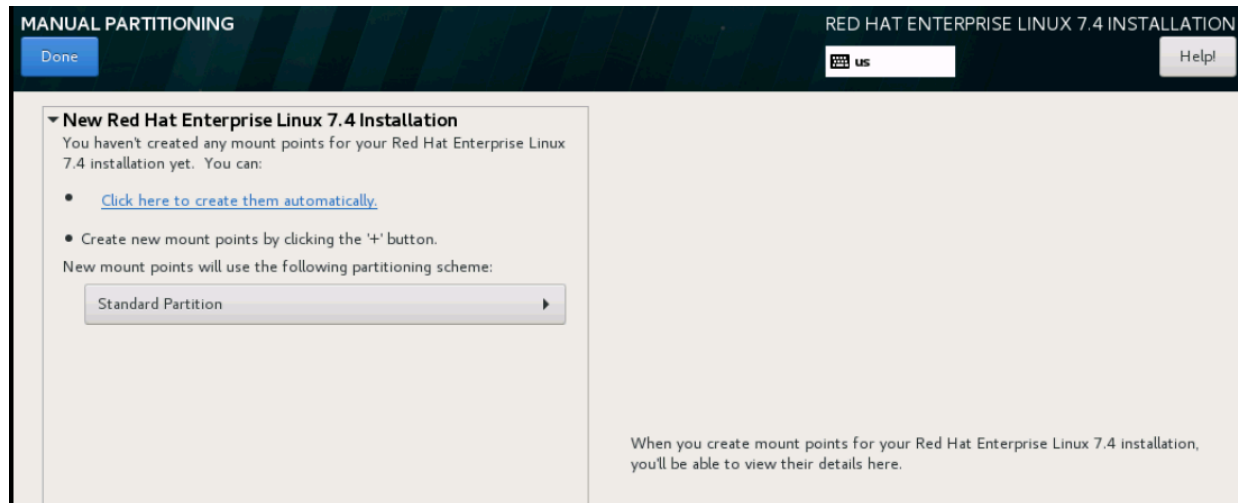 MANUAL PARTITIONING
RED HAT ENTERPRISE LINUX 7.4 INSTALLATION
Done
us
Help!
New Red Hat Enterprise Linux 7.4 Installation
You haven't created any mount points for your Red Hat Enterprise Linux
7.4 installation yet. You can:
Click here to create them automatically.
Create new mount points by clicking the '+' button.
New mount points will use the following partitioning scheme:
Standard Partition
When you create mount points for your Red Hat Enterprise Linux 7.4 installation,
you'll be able to view their details here.